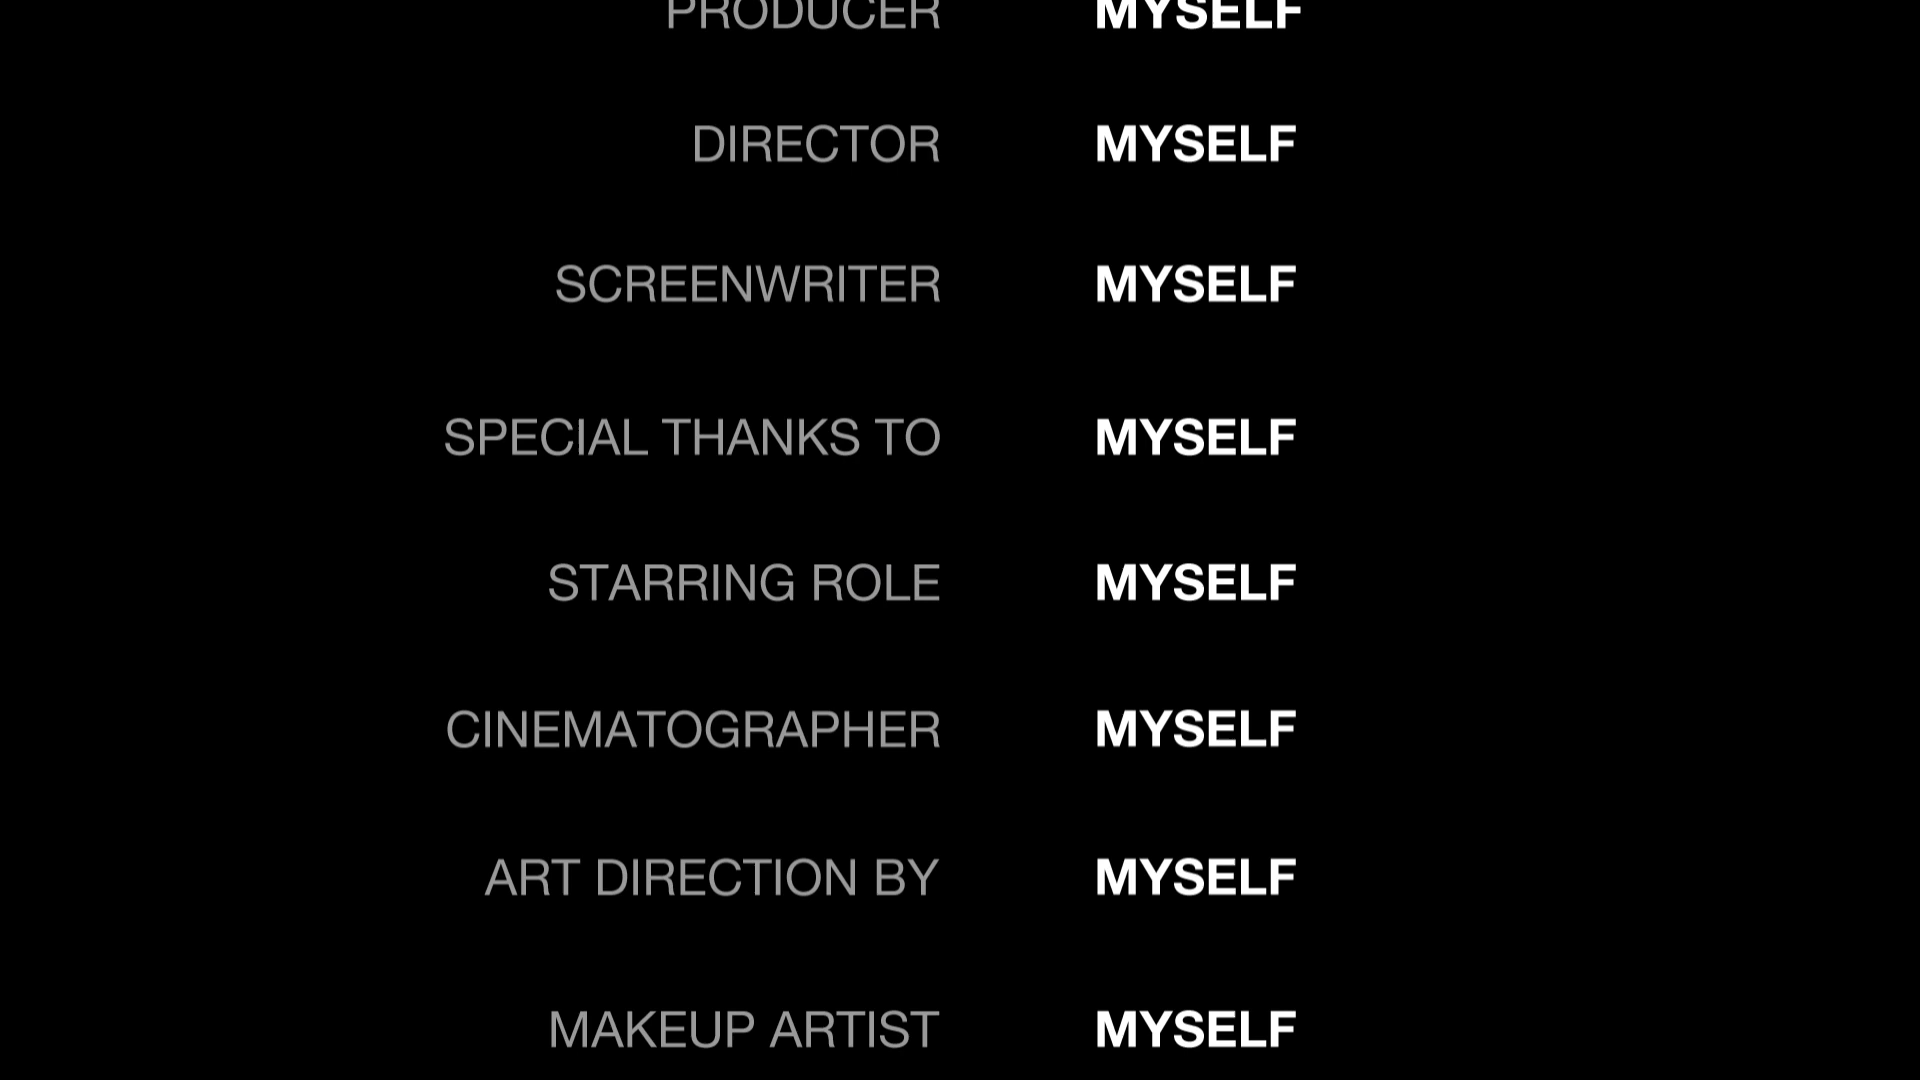 PRODUCER MYSELF
DIRECTOR MYSELF
SCREENWRITER MYSELF
SPECIAL THANKS TO MYSELF
STARRING ROLE MYSELF
CINEMATOGRAPHER MYSELF
ART DIRECTION BY MYSELF
MAKEUP ARTIST MYSELF